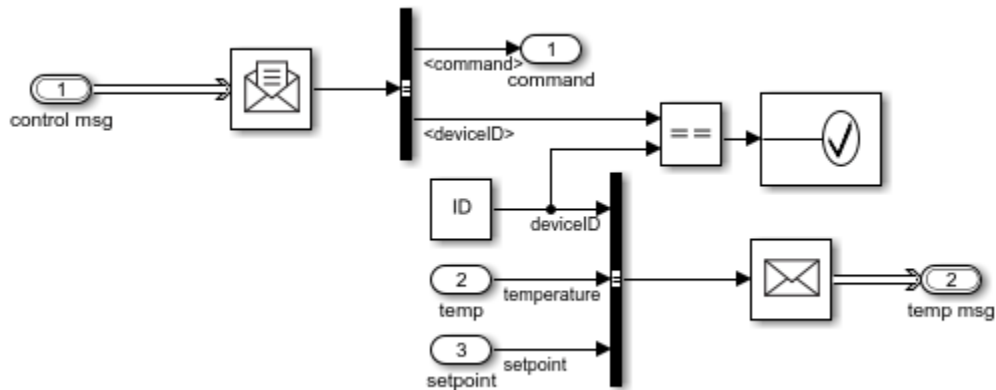 1
control msg
<command>
1
command
<deviceID>
==
ID
deviceID
2
temp
temperature
2
temp msg
3
setpoint
setpoint